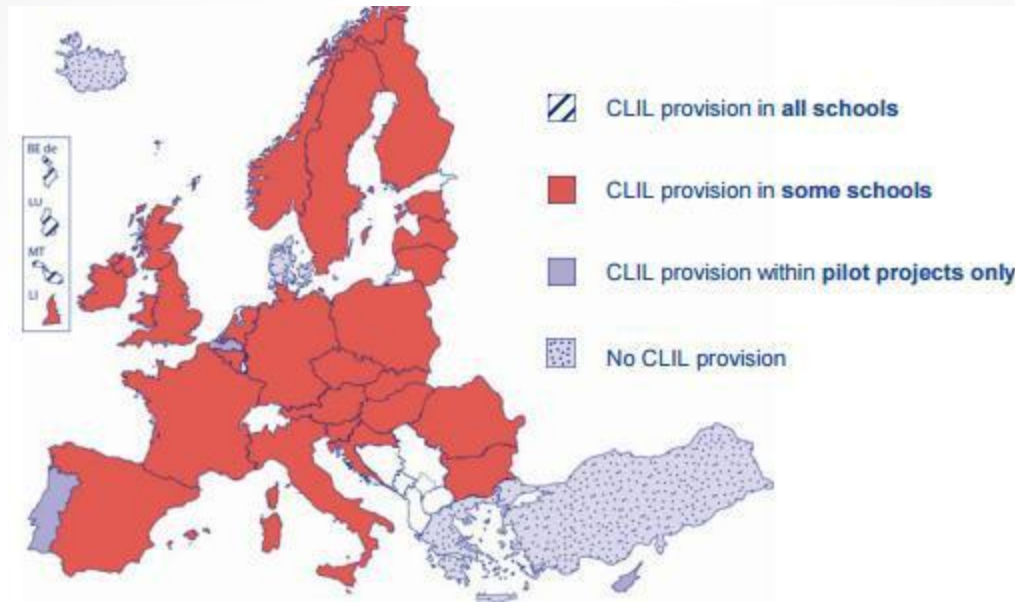 BE de
LU
MT
LI
CLIL provision in all schools
CLIL provision in some schools
CLIL provision within pilot projects only
No CLIL provision